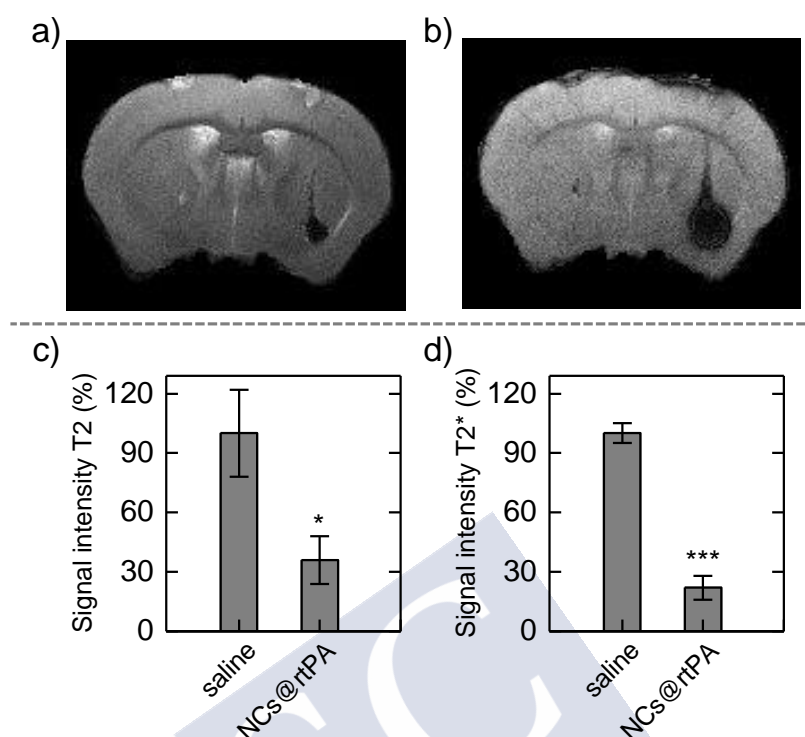 a)
b)
c)
Signal intensity T2 (%)
120
90
60
30
0
*
saline
NCs@rtPA
d)
Signal intensity T2* (%)
120
90
60
30
0
***
saline
NCs@rtPA